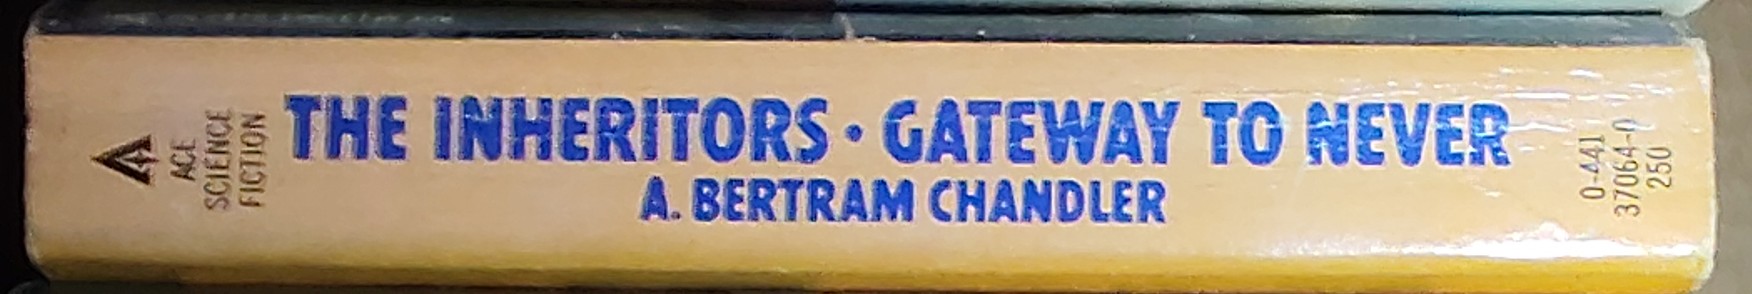 ACE
SCIENCE
FICTION
THE INHERITORS • GATEWAY TO NEVER
A. BERTRAM CHANDLER
0-441
37064-0
250